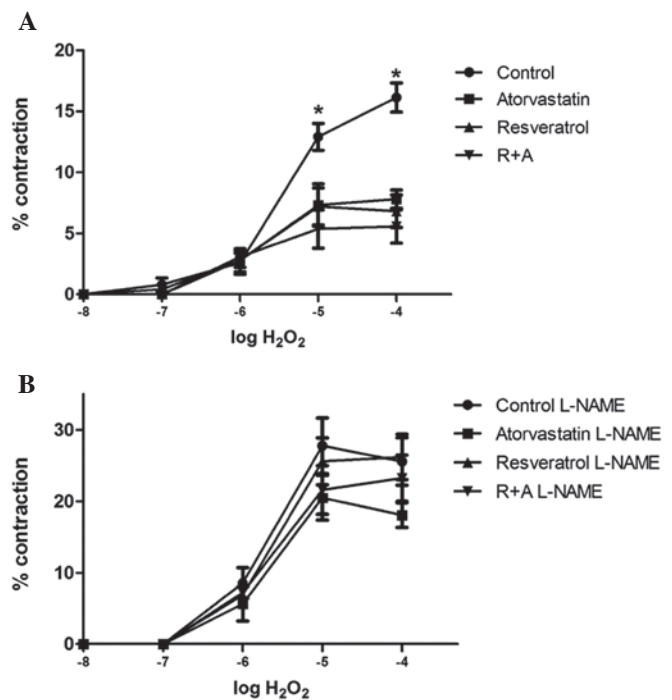 A
20
15
10
5
0
% contraction
*
*
-8
-7
-6
-5
-4
log H₂O₂
Control
Atorvastatin
Resveratrol
R+A
B
30
20
10
0
% contraction
-8
-7
-6
-5
-4
log H₂O₂
Control L-NAME
Atorvastatin L-NAME
Resveratrol L-NAME
R+A L-NAME